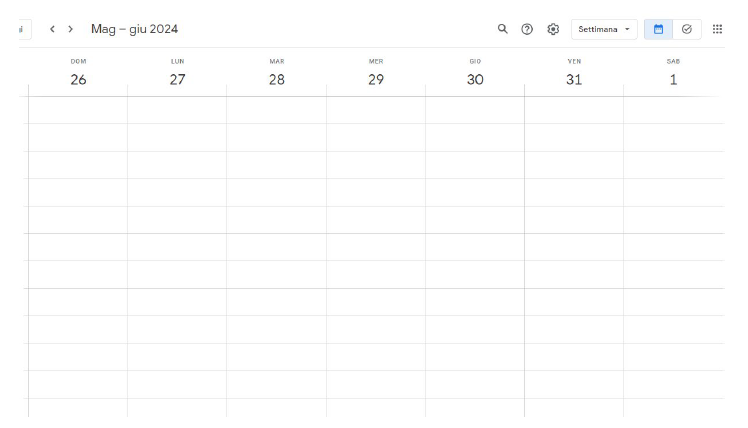 Mag – giu 2024
Settimana
DOM LUN MAR MER GIO VEN SAB
26 27 28 29 30 31 1